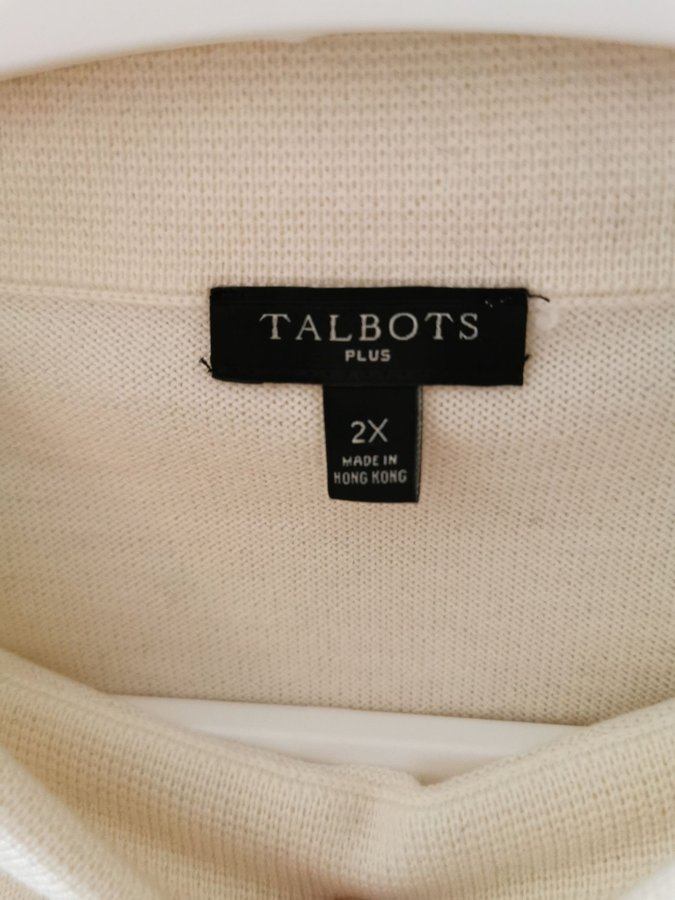 TALBOTS
PLUS
2X
MADE IN
HONG KONG